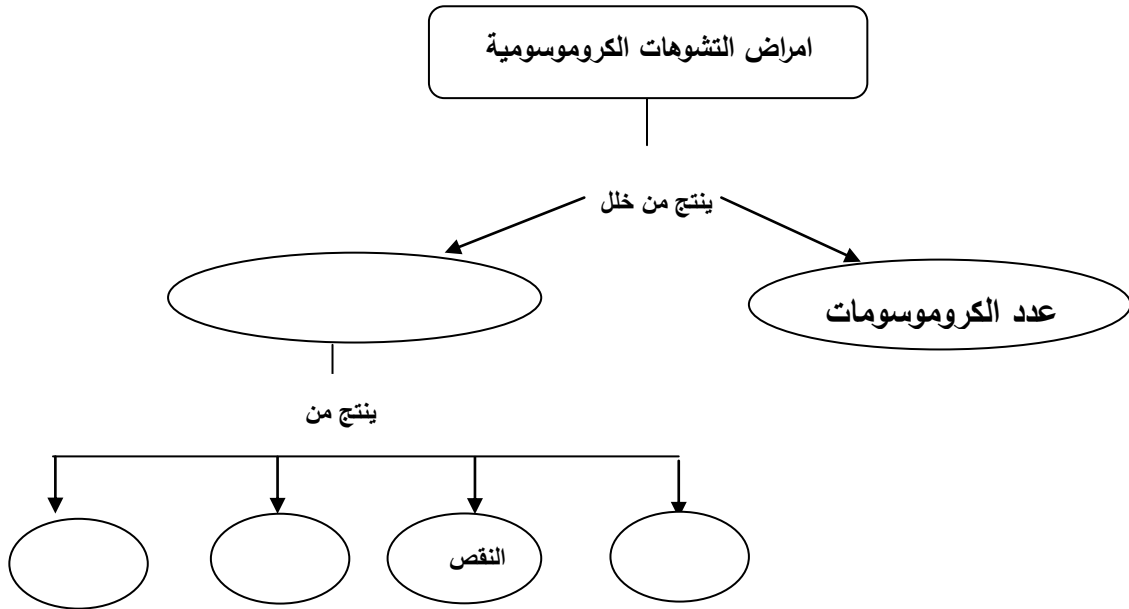 امراض التشوهات الكروموسومية
ينتج من خلل
عدد الكروموسومات
ينتج من
النقص